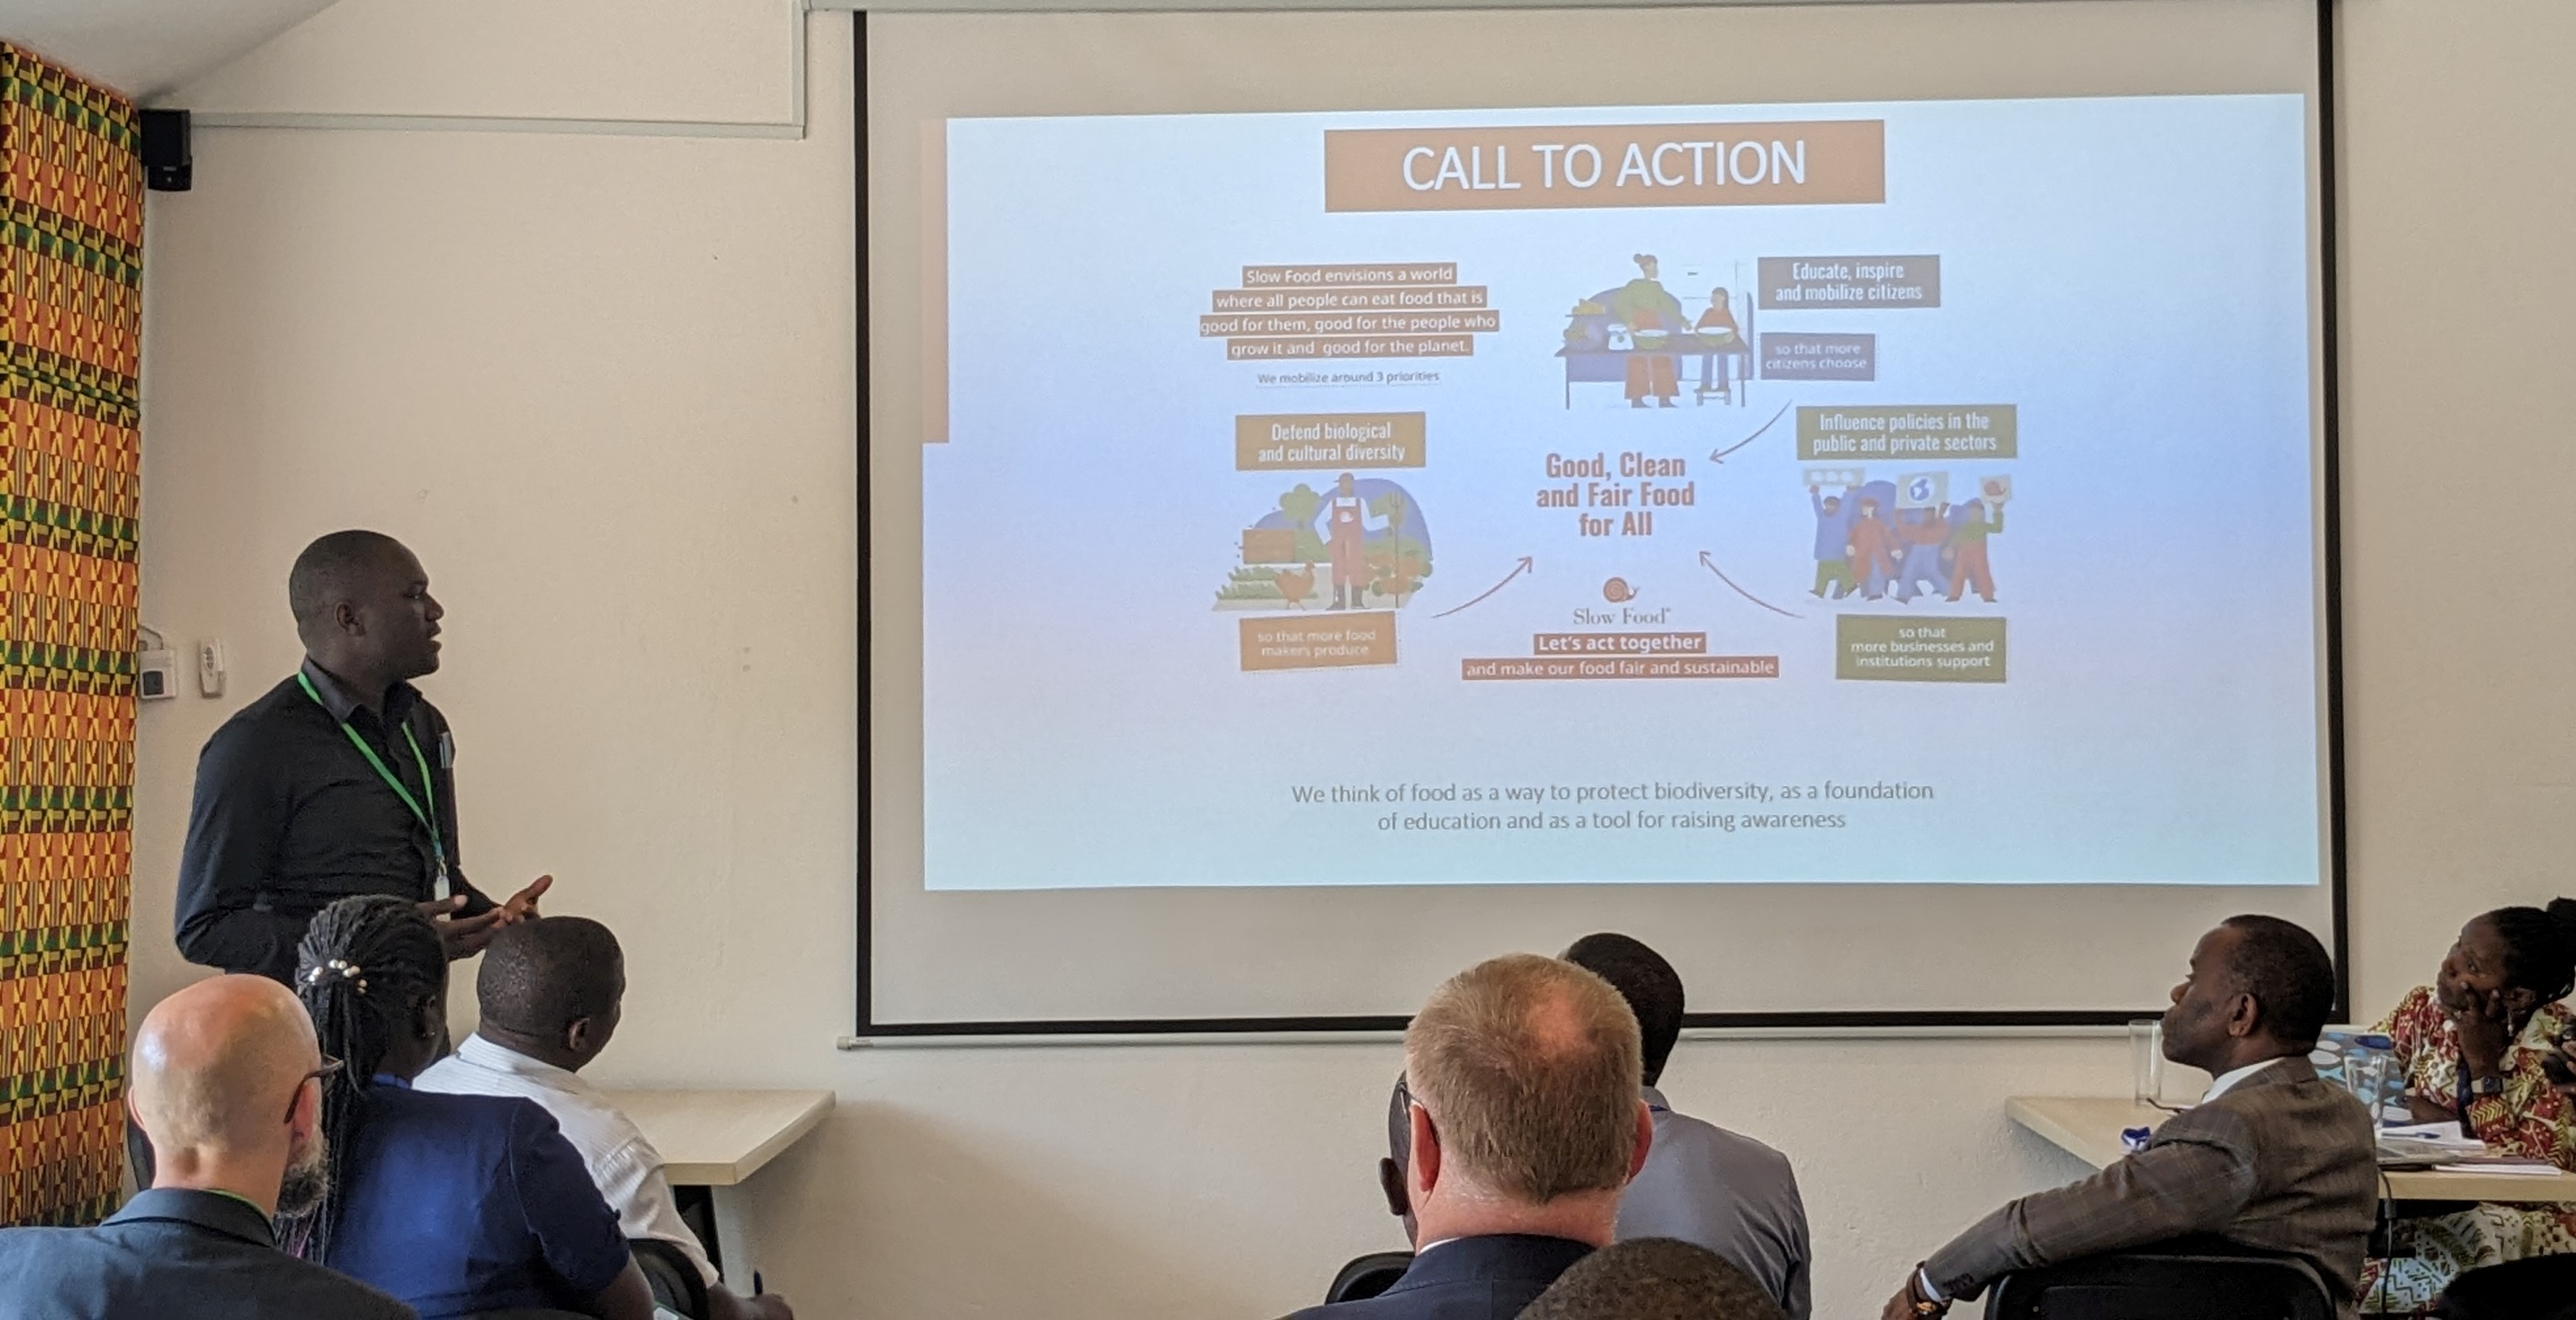 CALL TO ACTION
Slow Food envisions a world
where all people can eat food that is
good for them, good for the people who
grow it and good for the planet.
We mobilize around 3 priorities
Educate, inspire
and mobilize citizens
so that more
citizens choose
Defend biological
and cultural diversity
so that more food
makers produce
Influence policies in the
public and private sectors
so that
more businesses and
institutions support
Good, Clean
and Fair Food
for All
Slow Food®
Let's act together
and make our food fair and sustainable
We think of food as a way to protect biodiversity, as a foundation
of education and as a tool for raising awareness